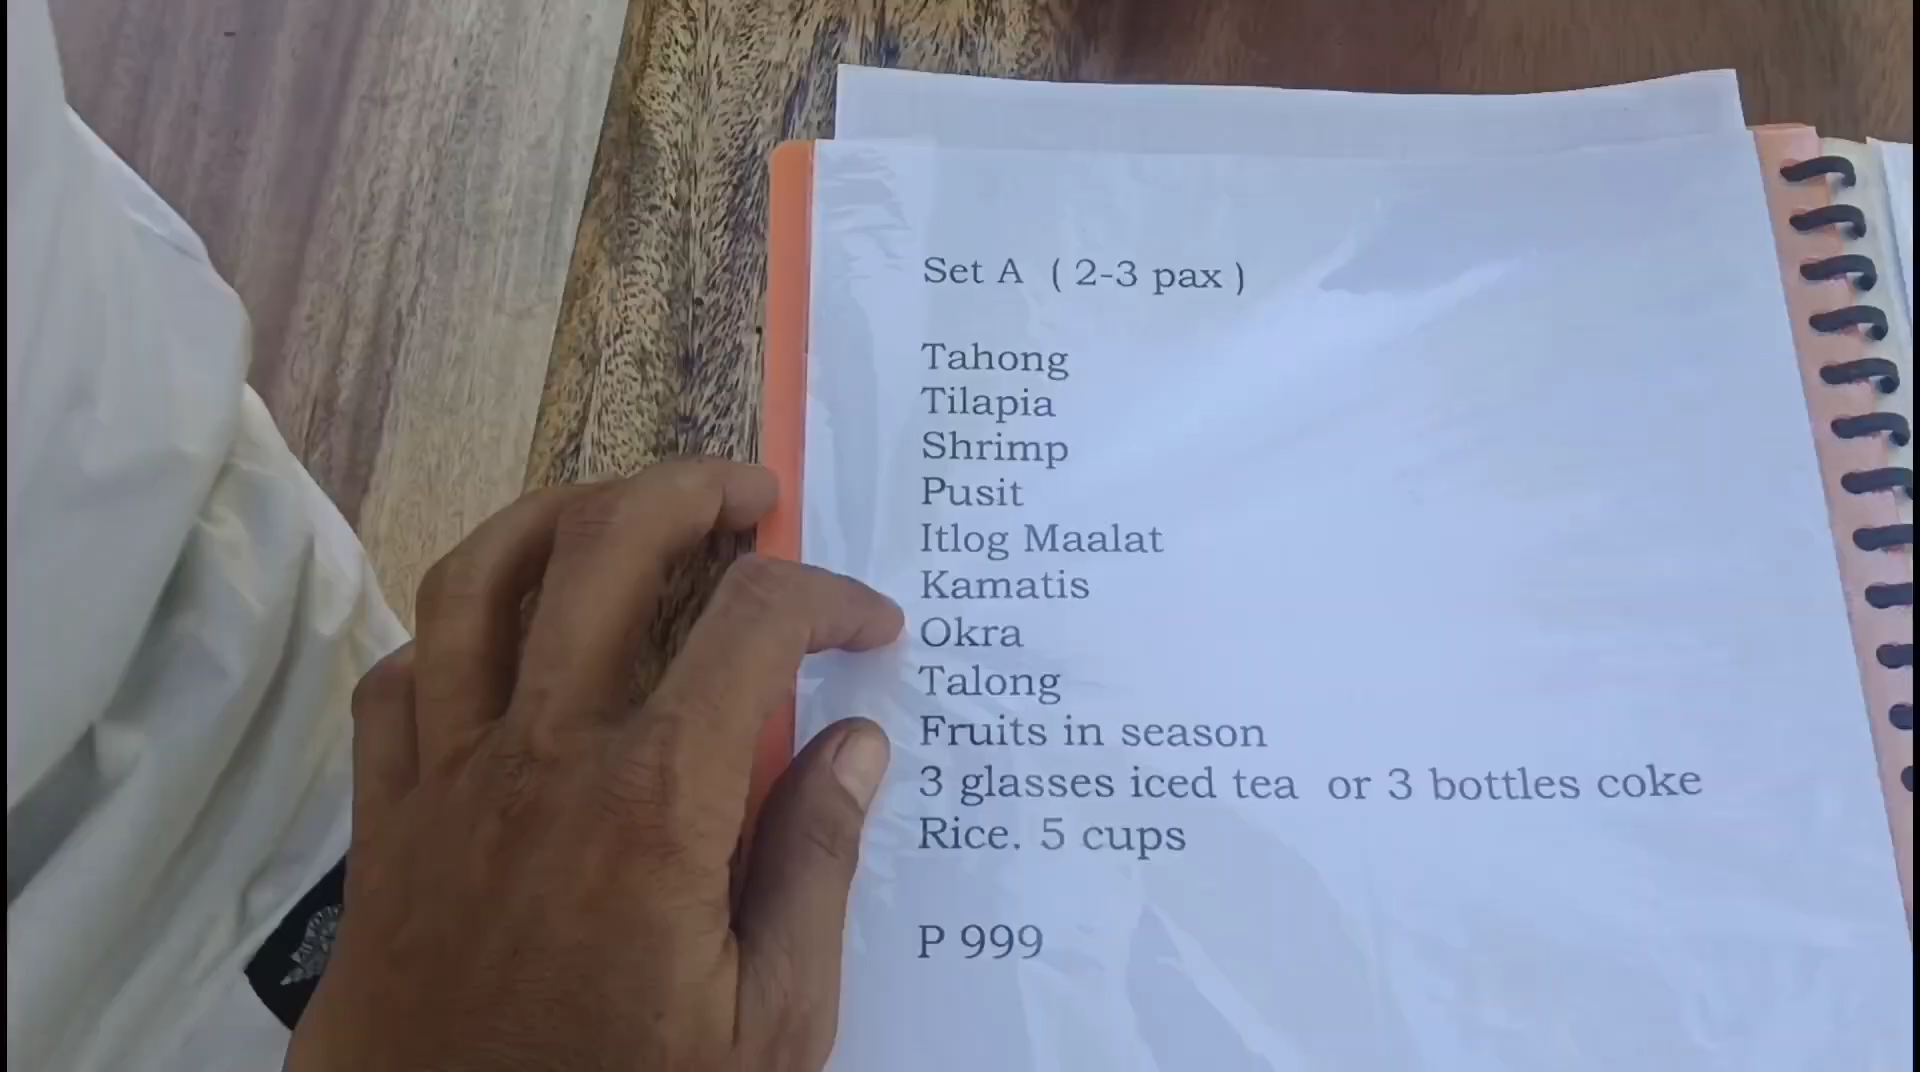 Set A ( 2-3 pax )
Tahong
Tilapia
Shrimp
Pusit
Itlog Maalat
Kamatis
Okra
Talong
Fruits in season
3 glasses iced tea or 3 bottles coke
Rice. 5 cups
P 999